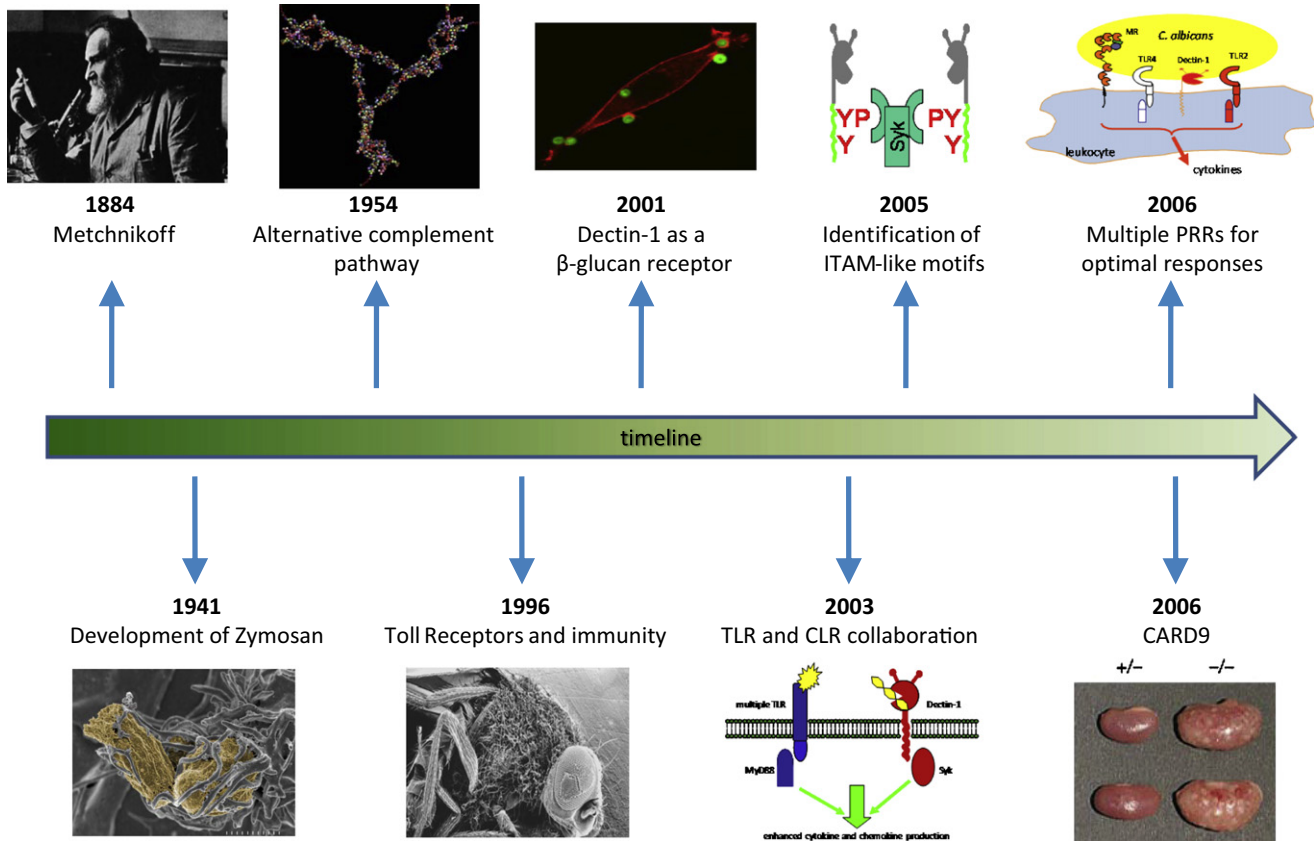 MR
C. albicans
TLR4
Dectin-1
TLR2
leukocyte
cytokines
YP
Y
Syk
PY
Y
1884
Metchnikoff
1954
Alternative complement
pathway
2001
Dectin-1 as a
β-glucan receptor
2005
Identification of
ITAM-like motifs
2006
Multiple PRRs for
optimal responses
timeline
1941
Development of Zymosan
1996
Toll Receptors and immunity
2003
TLR and CLR collaboration
multiple TLR
Dectin-1
MyD88
Syk
enhanced cytokine and chemokine production
2006
CARD9
+/–
–/–